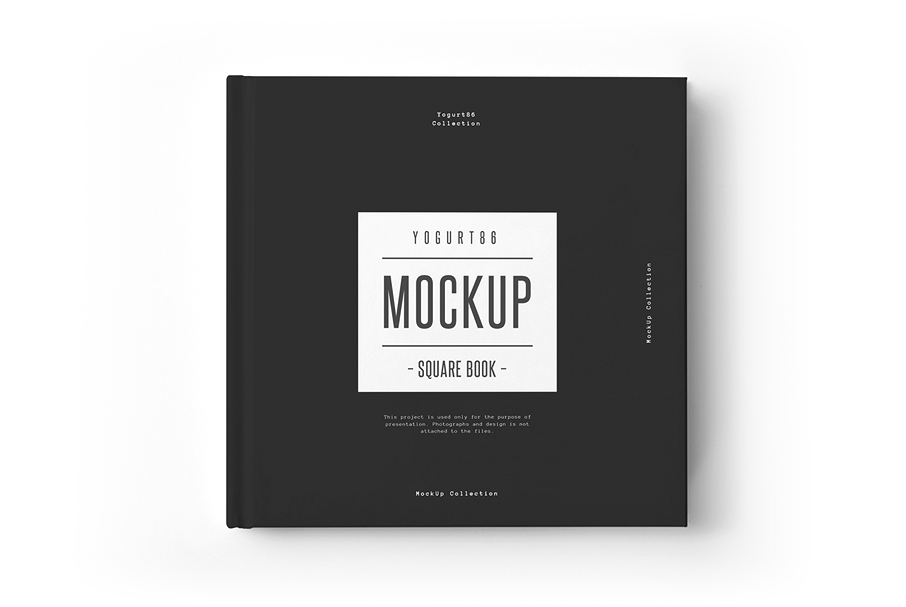 Yogurt86
Collection
YOGURT86
MOCKUP
- SQUARE BOOK -
MockUp Collection
This project is used only for the purpose of
presentation. Photographs and design is not
attached to the files.
MockUp Collection